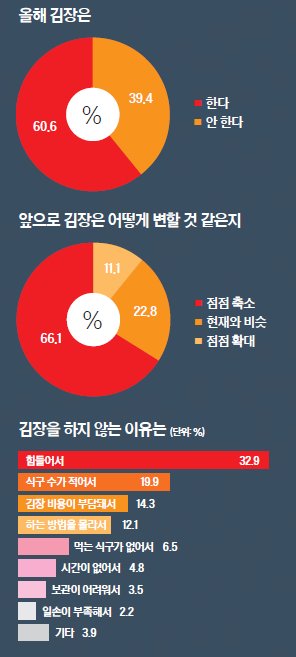 올해 김장은
39.4
60.6
%
한다
안 한다
앞으로 김장은 어떻게 변할 것 같은지
11.1
22.8
66.1
%
점점 축소
현재와 비슷
점점 확대
김장을 하지 않는 이유는 (단위: %)
힘들어서 32.9
식구 수가 적어서 19.9
김장 비용이 부담돼서 14.3
하는 방법을 몰라서 12.1
먹는 식구가 없어서 6.5
시간이 없어서 4.8
보관이 어려워서 3.5
일손이 부족해서 2.2
기타 3.9